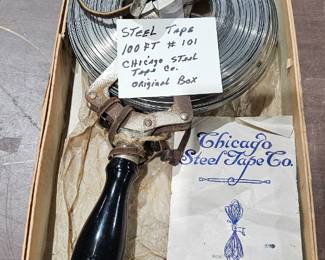 STEEL TAPE
100 FT # 101
CHICAGO STEEL
TAPE CO.
ORIGINAL BOX
Chicago
Steel Tape Co.